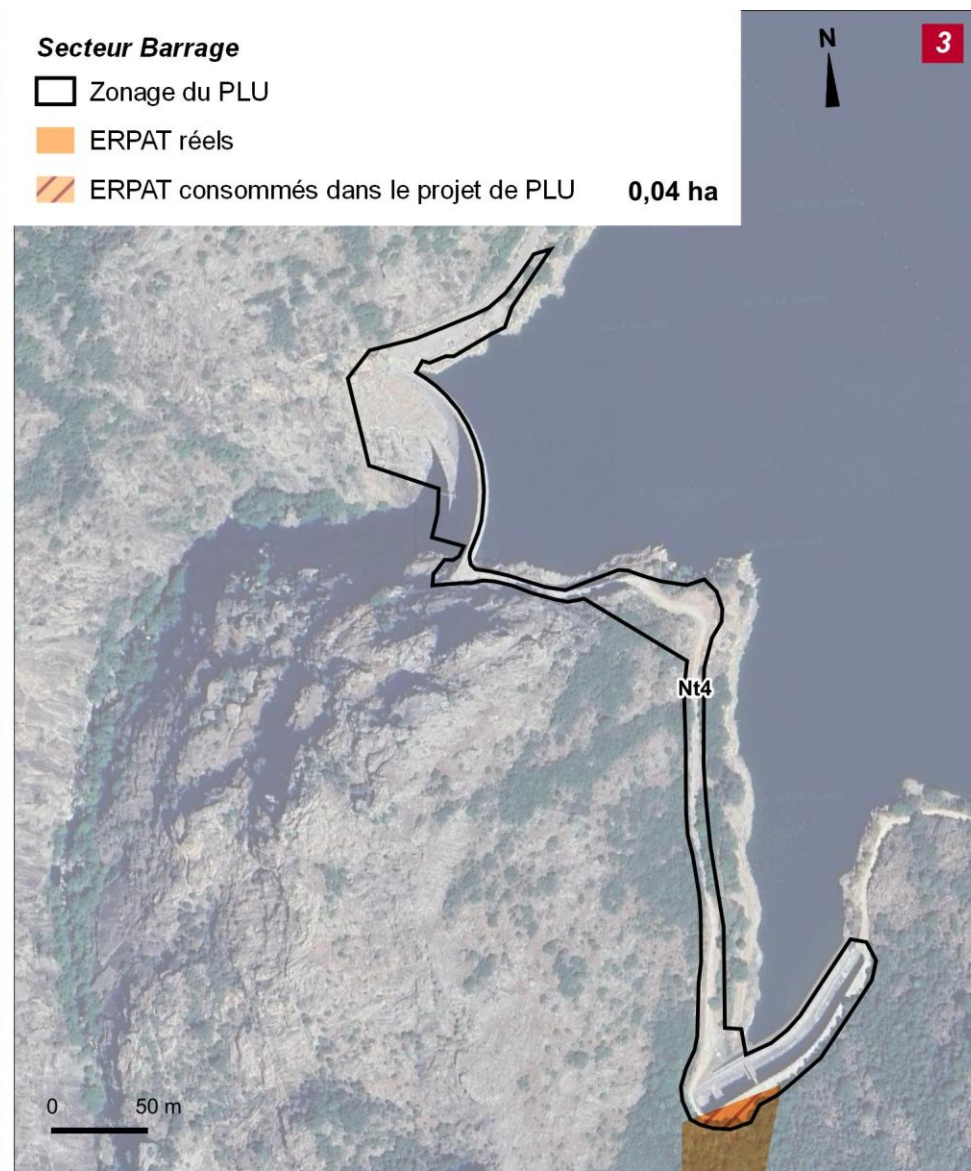 Secteur Barrage
Zonage du PLU
ERPAT réels
ERPAT consommés dans le projet de PLU 0,04 ha
N
3
Nt4
0 50 m